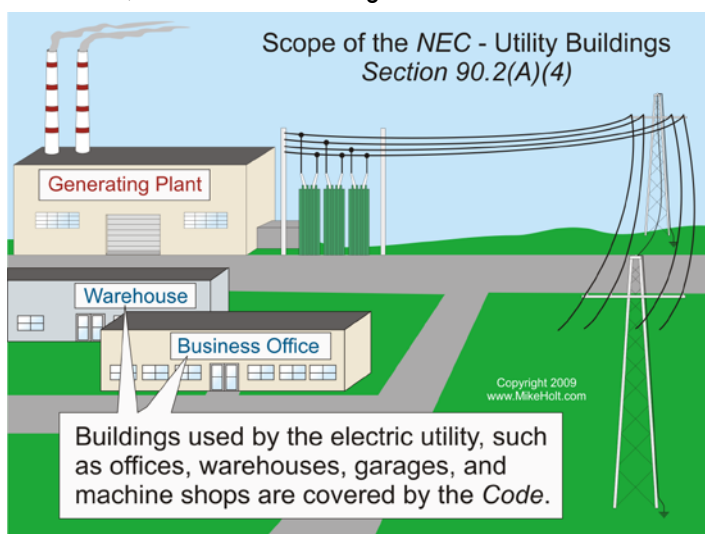 Scope of the NEC - Utility Buildings
Section 90.2(A)(4)
Generating Plant
Warehouse
Business Office
Copyright 2009
www.MikeHolt.com
Buildings used by the electric utility, such
as offices, warehouses, garages, and
machine shops are covered by the Code.